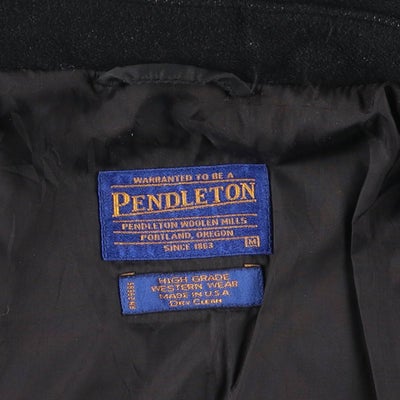 WARRANTED TO BE A
PENDLETON
PENDLETON WOOLEN MILLS
PORTLAND, OREGON
SINCE 1863
M
HIGH GRADE
WESTERN WEAR
MADE IN U.S.A
DRY CLEAN